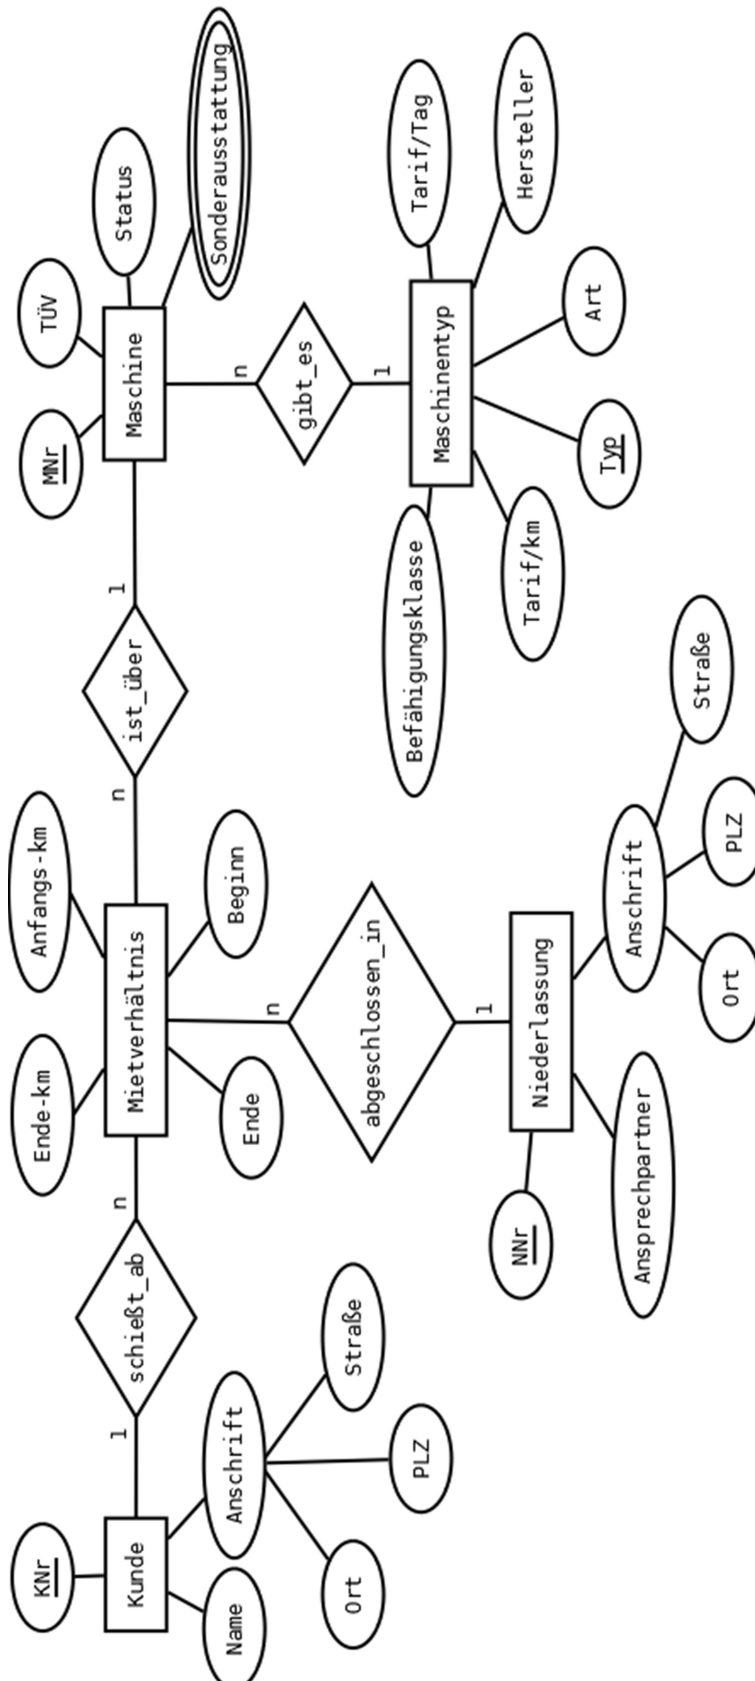 KNr
Kunde
Name
Anschrift
Ort
PLZ
Straße
1
schießt_ab
n
Ende-km
Anfangs-km
Mietverhältnis
Ende
Beginn
n
abgeschlossen_in
1
NNr
Niederlassung
Ansprechpartner
Anschrift
Ort
PLZ
Straße
n
ist_über
1
MNr
TÜV
Status
Maschine
Sonderausstattung
n
gibt_es
1
Befähigungsklasse
Maschinentyp
Tarif/Tag
Tarif/km
Typ
Art
Hersteller